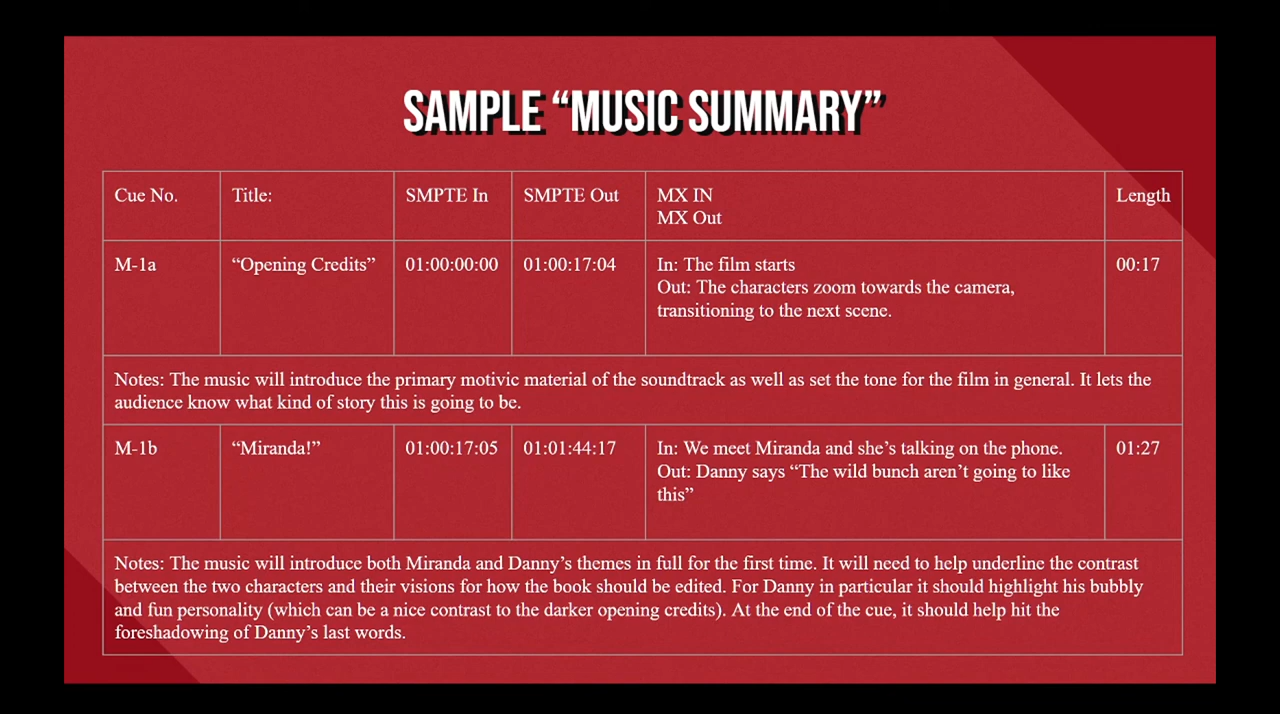 SAMPLE “MUSIC SUMMARY”
Cue No. Title: SMPTE In SMPTE Out MX IN Length
MX Out
M-1a “Opening Credits” 01:00:00:00 01:00:17:04 In: The film starts 00:17
Out: The characters zoom towards the camera,
transitioning to the next scene.
Notes: The music will introduce the primary motivic material of the soundtrack as well as set the tone for the film in general. It lets the
audience know what kind of story this is going to be.
M-1b “Miranda!” 01:00:17:05 01:01:44:17 In: We meet Miranda and she’s talking on the phone. 01:27
Out: Danny says “The wild bunch aren’t going to like
this”
Notes: The music will introduce both Miranda and Danny’s themes in full for the first time. It will need to help underline the contrast
between the two characters and their visions for how the book should be edited. For Danny in particular it should highlight his bubbly
and fun personality (which can be a nice contrast to the darker opening credits). At the end of the cue, it should help hit the
foreshadowing of Danny’s last words.